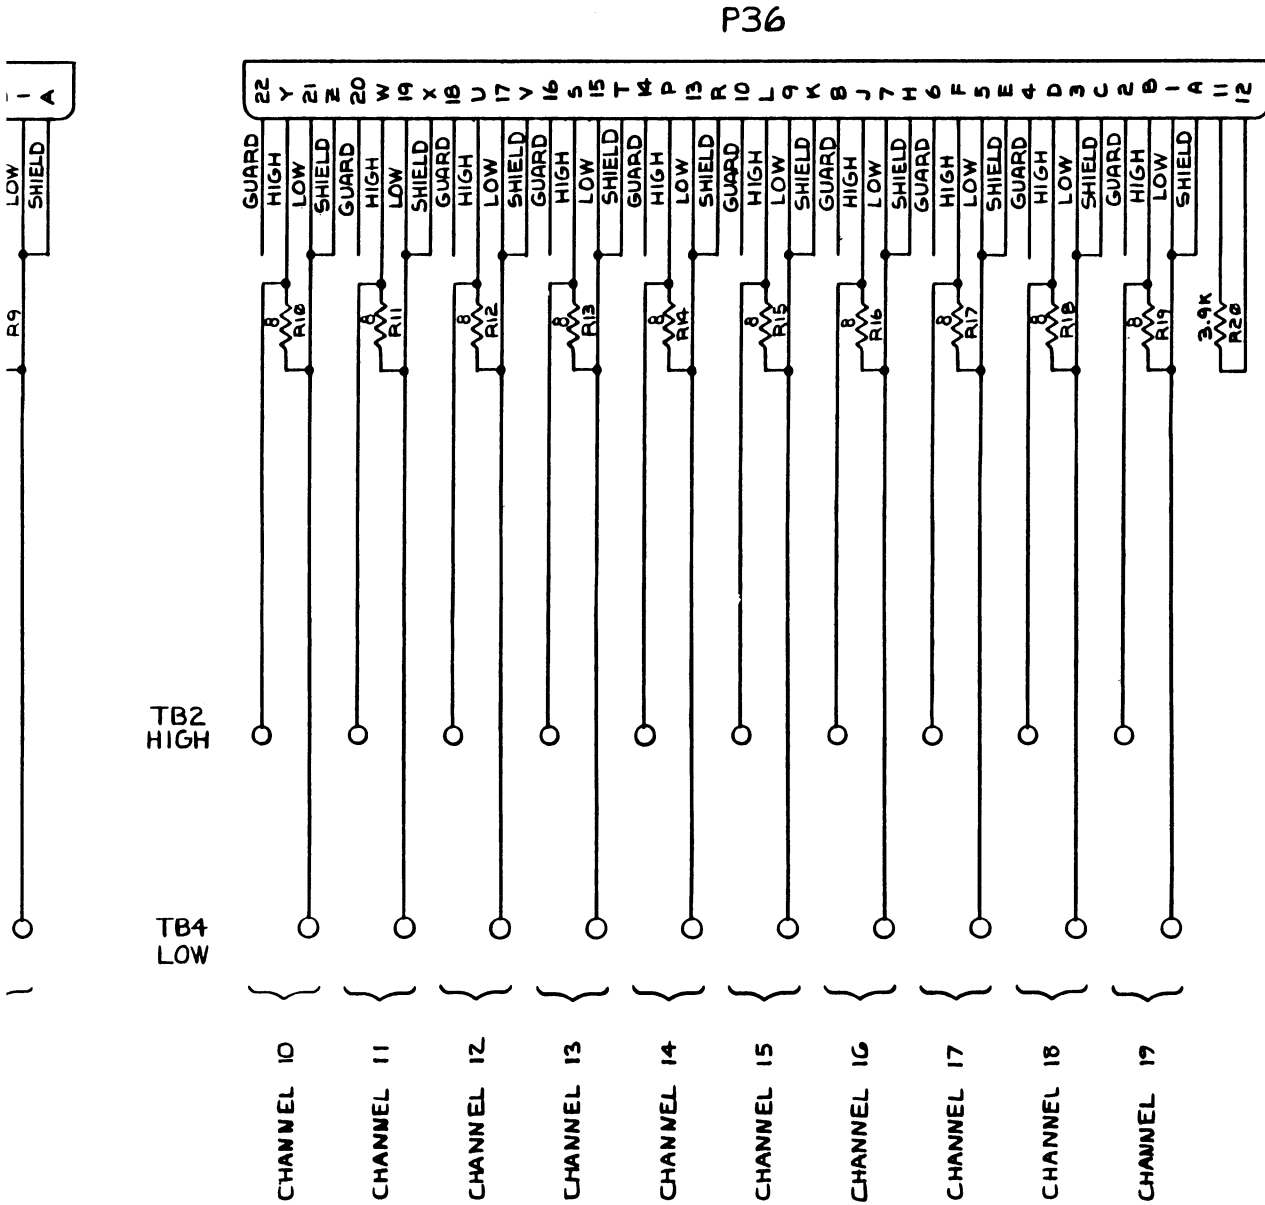 P36
1 A
22 Y 21 Z 20 W 19 X 18 U 17 V 16 S 15 T 14 P 13 R 10 L 9 K 8 J 7 H 6 F 5 E 4 D 3 C 2 B 1 A 11 12
LOW SHIELD
GUARD HIGH LOW SHIELD GUARD HIGH LOW SHIELD GUARD HIGH LOW SHIELD GUARD HIGH LOW SHIELD GUARD HIGH LOW SHIELD GUARD HIGH LOW SHIELD GUARD HIGH LOW SHIELD GUARD HIGH LOW SHIELD GUARD HIGH LOW SHIELD GUARD HIGH LOW SHIELD
R9
8 R10
8 R11
8 R12
8 R13
8 R14
8 R15
8 R16
8 R17
8 R18
8 R19
3.9K R20
TB2
HIGH
TB4
LOW
CHANNEL 10
CHANNEL 11
CHANNEL 12
CHANNEL 13
CHANNEL 14
CHANNEL 15
CHANNEL 16
CHANNEL 17
CHANNEL 18
CHANNEL 19